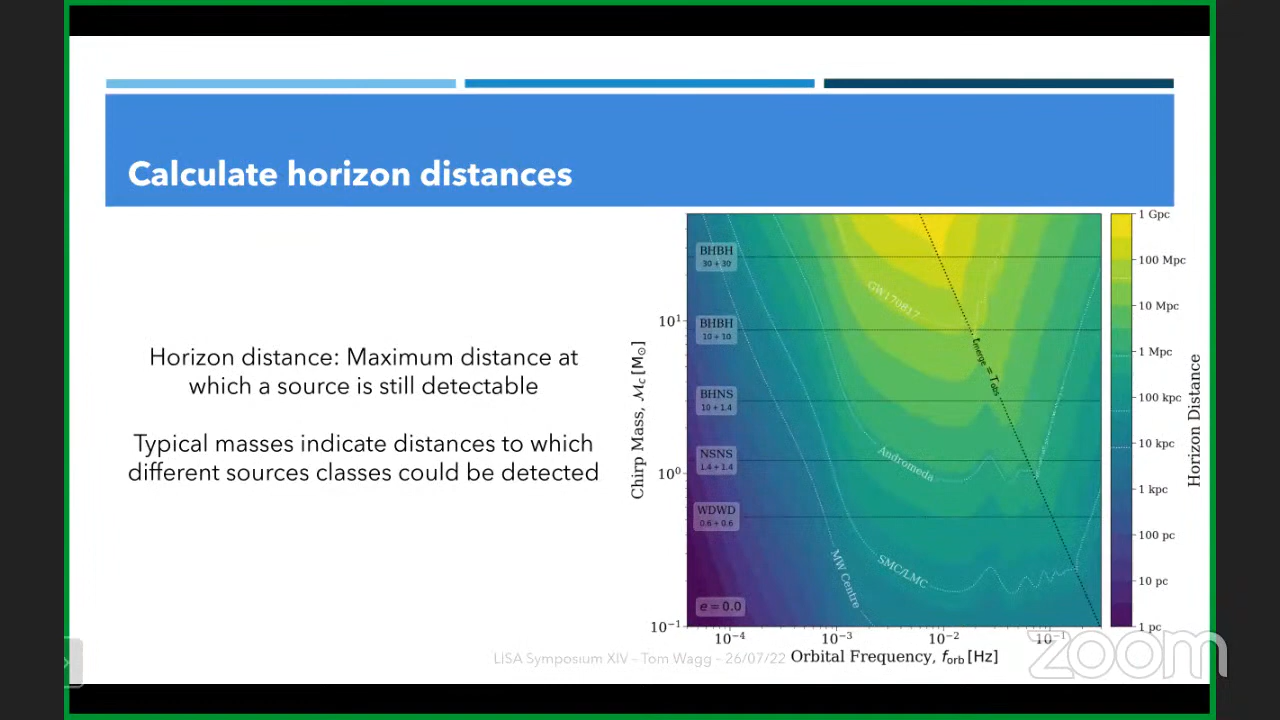 Calculate horizon distances
Horizon distance: Maximum distance at
which a source is still detectable
Typical masses indicate distances to which
different sources classes could be detected
BHBH
30 + 30
BHBH
10 + 10
BHNS
10 + 1.4
NSNS
1.4 + 1.4
WDWD
0.6 + 0.6
e = 0.0
GW170817
Andromeda
SMC/LMC
MW Centre
t_merge = T_obs
Chirp Mass, ℳ_c [M_⊙]
10¹
10⁰
10⁻¹
10⁻⁴
10⁻³
10⁻²
10⁻¹
Orbital Frequency, f_orb [Hz]
1 Gpc
100 Mpc
10 Mpc
1 Mpc
100 kpc
10 kpc
1 kpc
100 pc
10 pc
1 pc
Horizon Distance
LISA Symposium XIV – Tom Wagg – 26/07/22
zoom